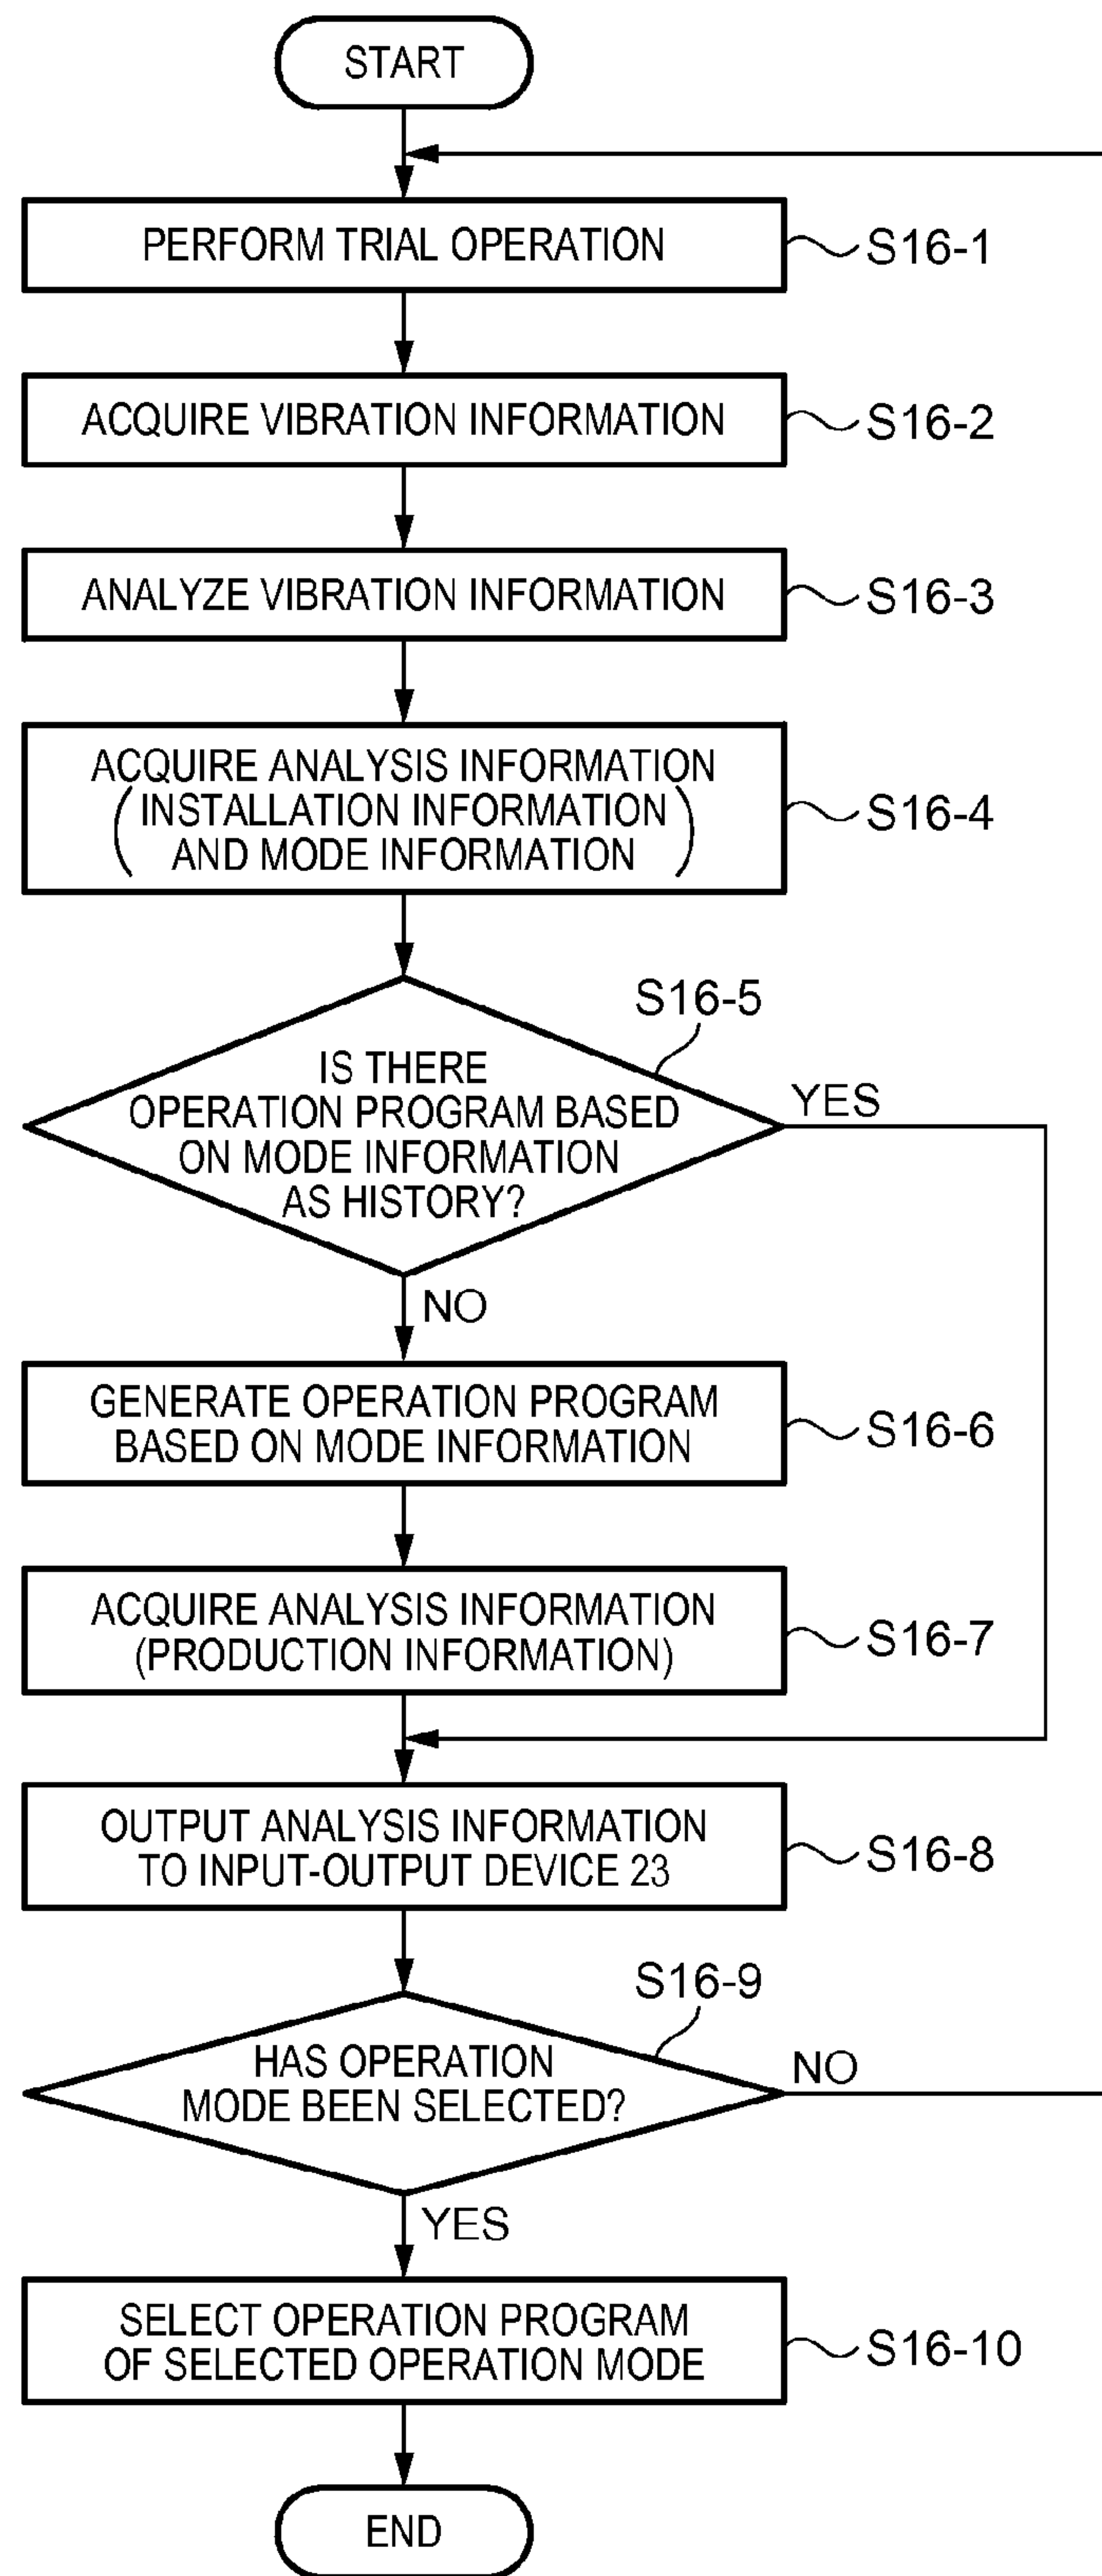 START
PERFORM TRIAL OPERATION
S16-1
ACQUIRE VIBRATION INFORMATION
S16-2
ANALYZE VIBRATION INFORMATION
S16-3
ACQUIRE ANALYSIS INFORMATION
(INSTALLATION INFORMATION
AND MODE INFORMATION)
S16-4
S16-5
IS THERE
OPERATION PROGRAM BASED
ON MODE INFORMATION
AS HISTORY?
YES
NO
GENERATE OPERATION PROGRAM
BASED ON MODE INFORMATION
S16-6
ACQUIRE ANALYSIS INFORMATION
(PRODUCTION INFORMATION)
S16-7
OUTPUT ANALYSIS INFORMATION
TO INPUT-OUTPUT DEVICE 23
S16-8
S16-9
HAS OPERATION
MODE BEEN SELECTED?
NO
YES
SELECT OPERATION PROGRAM
OF SELECTED OPERATION MODE
S16-10
END